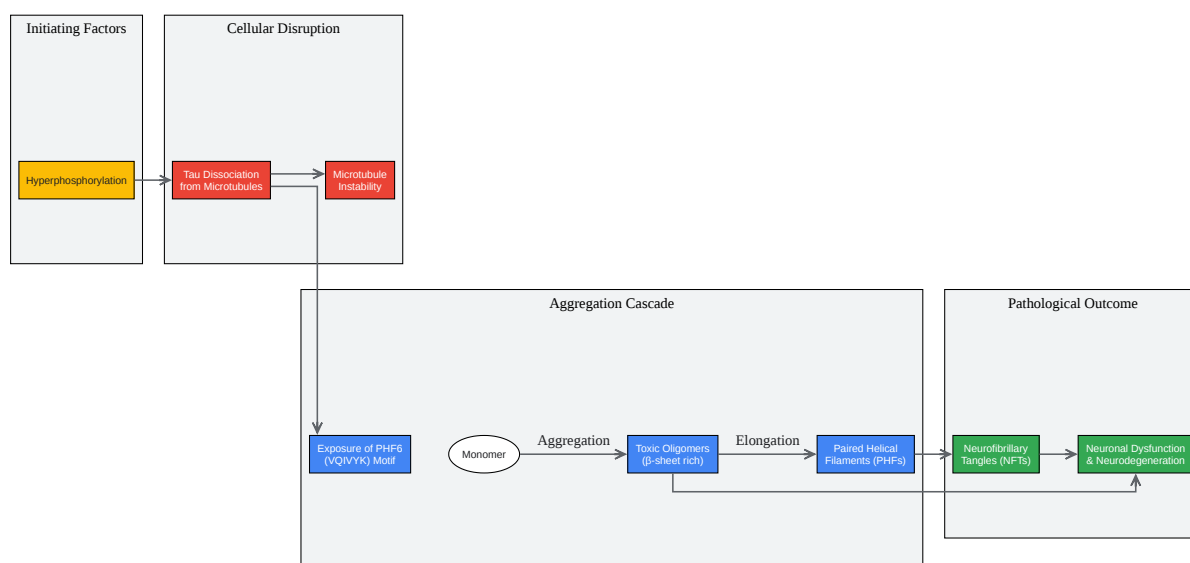 Initiating Factors
Cellular Disruption
Hyperphosphorylation
Tau Dissociation
from Microtubules
Microtubule
Instability
Aggregation Cascade
Pathological Outcome
Exposure of PHF6
(VQIVYK) Motif
Monomer
Aggregation
Toxic Oligomers
(β-sheet rich)
Elongation
Paired Helical
Filaments (PHFs)
Neurofibrillary
Tangles (NFTs)
Neuronal Dysfunction
& Neurodegeneration